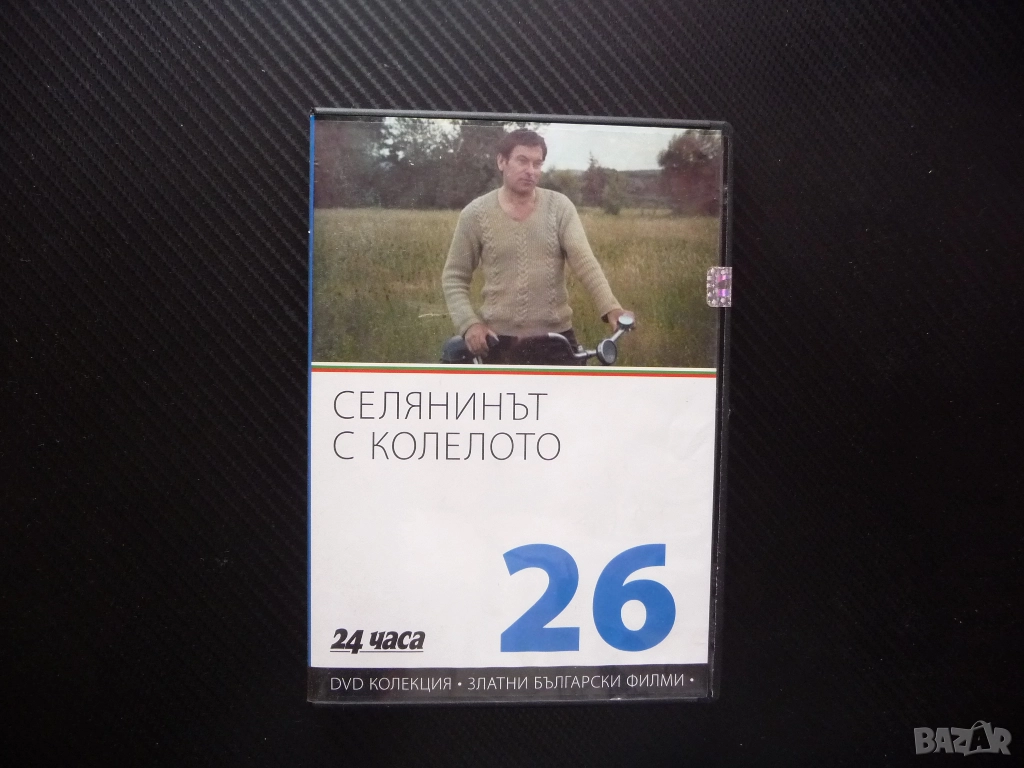 СЕЛЯНИНЪТ
С КОЛЕЛОТО
26
24 часа
DVD КОЛЕКЦИЯ • ЗЛАТНИ БЪЛГАРСКИ ФИЛМИ •
BAZAR